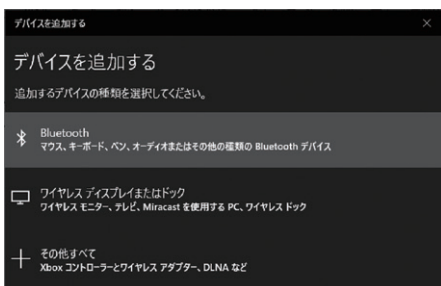 デバイスを追加する
デバイスを追加する
追加するデバイスの種類を選択してください。
Bluetooth
マウス、キーボード、ペン、オーディオまたはその他の種類の Bluetooth デバイス
ワイヤレス ディスプレイまたはドック
ワイヤレス モニター、テレビ、Miracast を使用する PC、ワイヤレス ドック
その他すべて
Xbox コントローラーとワイヤレス アダプター、DLNA など